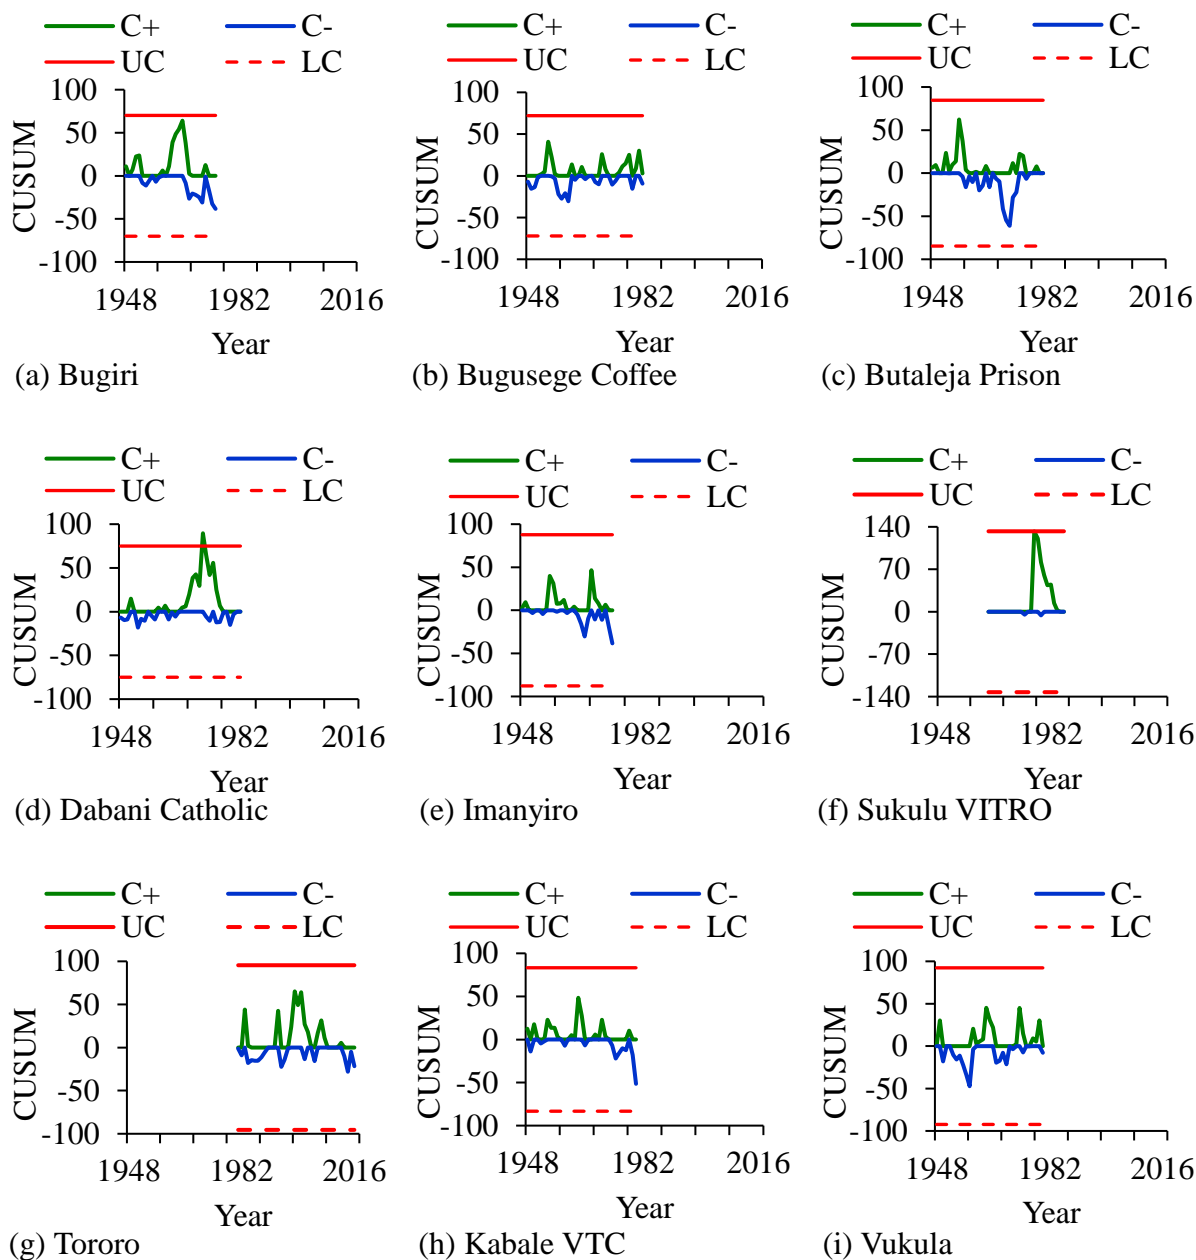 C+ C-
UC LC
100
50
0
-50
-100
CUSUM
1948 1982 2016
Year
(a) Bugiri
C+ C-
UC LC
100
50
0
-50
-100
CUSUM
1948 1982 2016
Year
(b) Bugusege Coffee
C+ C-
UC LC
100
50
0
-50
-100
CUSUM
1948 1982 2016
Year
(c) Butaleja Prison
C+ C-
UC LC
100
50
0
-50
-100
CUSUM
1948 1982 2016
Year
(d) Dabani Catholic
C+ C-
UC LC
100
50
0
-50
-100
CUSUM
1948 1982 2016
Year
(e) Imanyiro
C+ C-
UC LC
140
70
0
-70
-140
CUSUM
1948 1982 2016
Year
(f) Sukulu VITRO
C+ C-
UC LC
100
50
0
-50
-100
CUSUM
1948 1982 2016
Year
(g) Tororo
C+ C-
UC LC
100
50
0
-50
-100
CUSUM
1948 1982 2016
Year
(h) Kabale VTC
C+ C-
UC LC
100
50
0
-50
-100
CUSUM
1948 1982 2016
Year
(i) Vukula